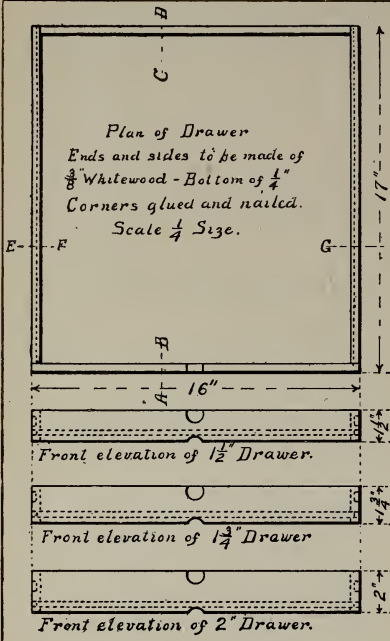 D
C
Plan of Drawer
Ends and sides to be made of
3/8" Whitewood - Bottom of 1/4"
Corners glued and nailed.
Scale 1/4 Size.
E F G
17"
B
A
16"
1 1/2"
Front elevation of 1 1/2" Drawer.
1 3/4"
Front elevation of 1 3/4" Drawer
2"
Front elevation of 2" Drawer.